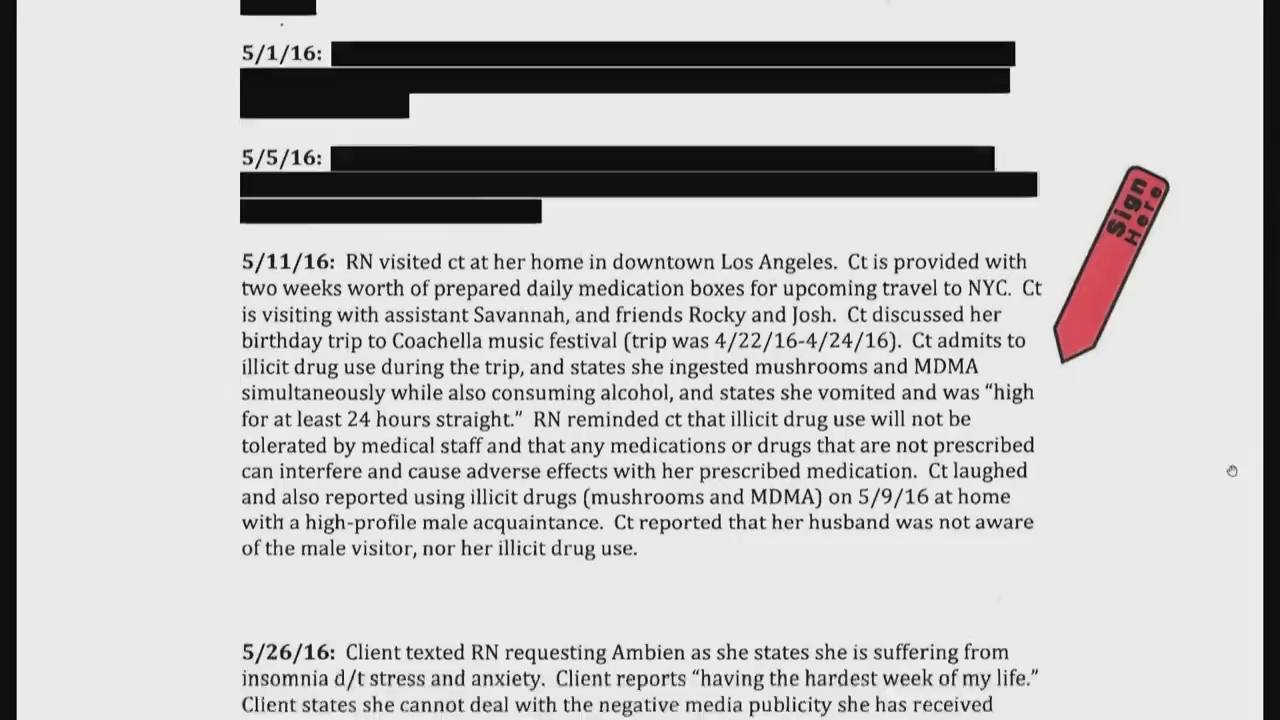 5/1/16:
5/5/16:
Sign
Here
5/11/16: RN visited ct at her home in downtown Los Angeles. Ct is provided with
two weeks worth of prepared daily medication boxes for upcoming travel to NYC. Ct
is visiting with assistant Savannah, and friends Rocky and Josh. Ct discussed her
birthday trip to Coachella music festival (trip was 4/22/16-4/24/16). Ct admits to
illicit drug use during the trip, and states she ingested mushrooms and MDMA
simultaneously while also consuming alcohol, and states she vomited and was “high
for at least 24 hours straight.” RN reminded ct that illicit drug use will not be
tolerated by medical staff and that any medications or drugs that are not prescribed
can interfere and cause adverse effects with her prescribed medication. Ct laughed
and also reported using illicit drugs (mushrooms and MDMA) on 5/9/16 at home
with a high-profile male acquaintance. Ct reported that her husband was not aware
of the male visitor, nor her illicit drug use.
5/26/16: Client texted RN requesting Ambien as she states she is suffering from
insomnia d/t stress and anxiety. Client reports “having the hardest week of my life.”
Client states she cannot deal with the negative media publicity she has received